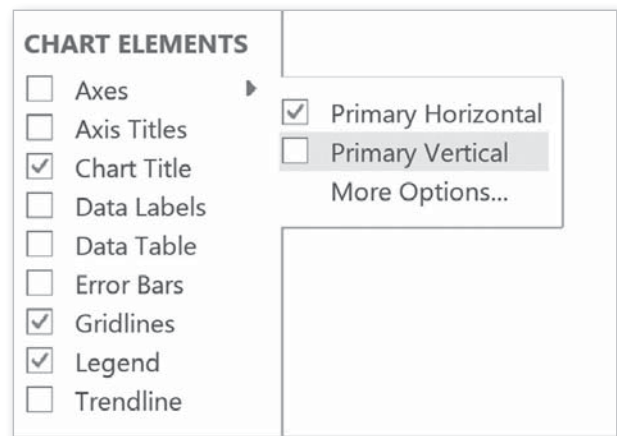 CHART ELEMENTS
Axes
Axis Titles
Chart Title
Data Labels
Data Table
Error Bars
Gridlines
Legend
Trendline
Primary Horizontal
Primary Vertical
More Options...